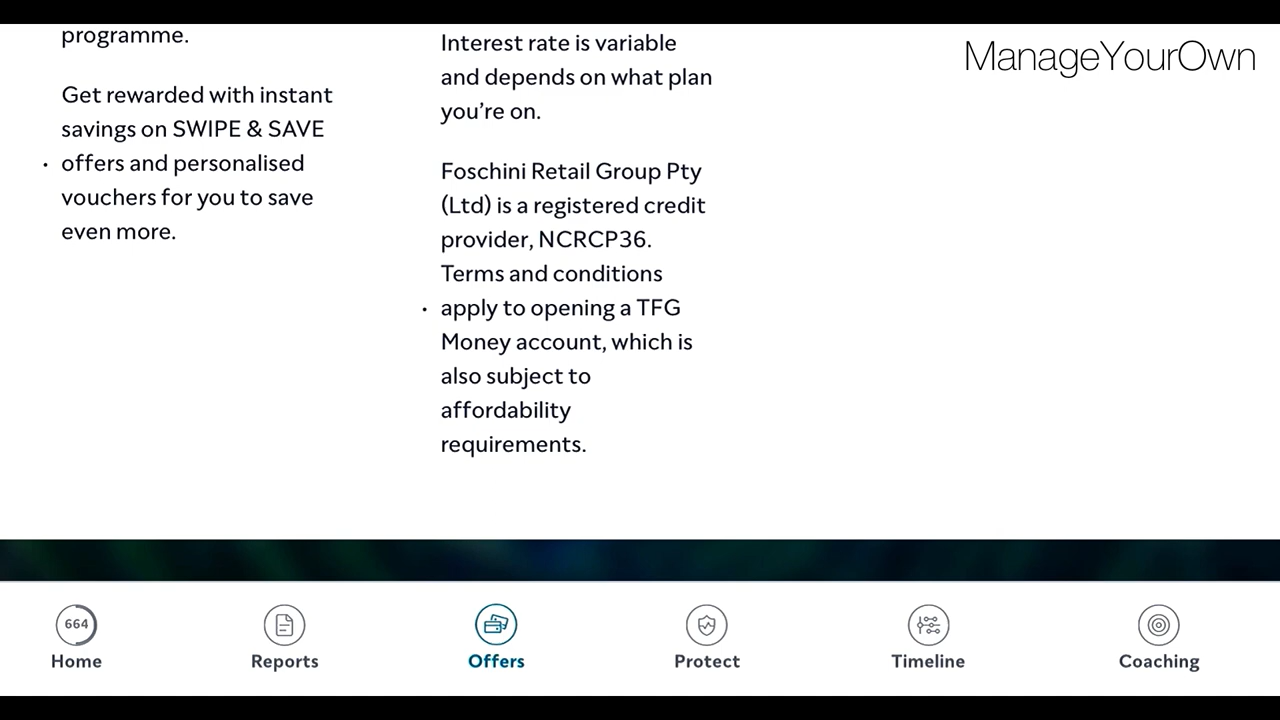 programme.
Get rewarded with instant
savings on SWIPE & SAVE
• offers and personalised
vouchers for you to save
even more.
Interest rate is variable
and depends on what plan
you’re on.
Foschini Retail Group Pty
(Ltd) is a registered credit
provider, NCRCP36.
Terms and conditions
• apply to opening a TFG
Money account, which is
also subject to
affordability
requirements.
ManageYourOwn
664
Home
Reports
Offers
Protect
Timeline
Coaching